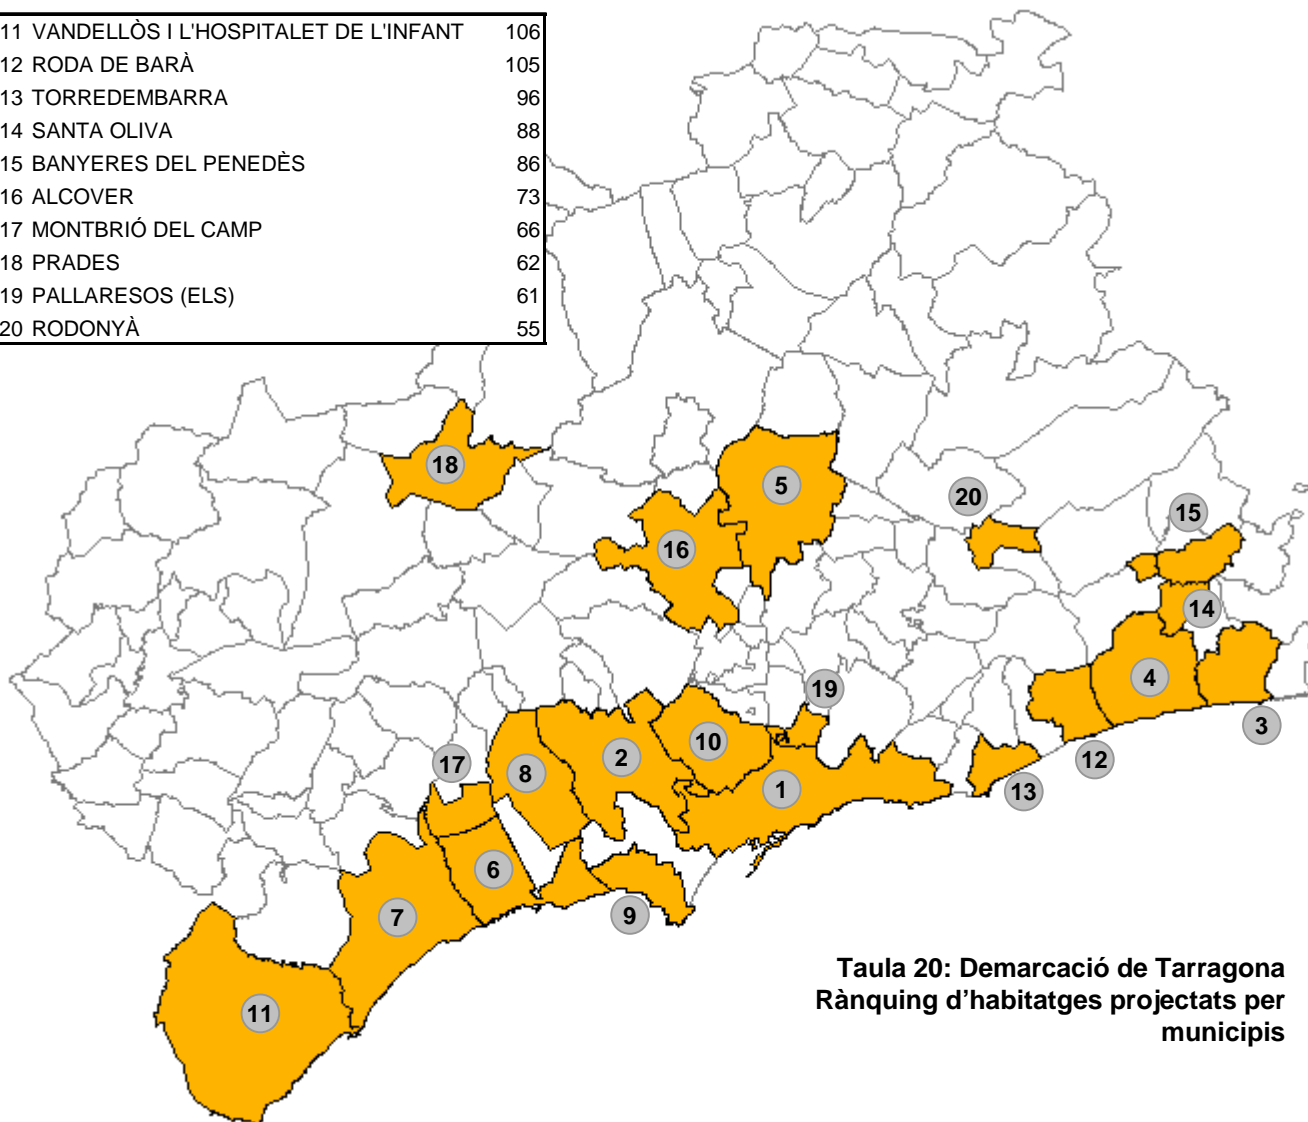 11 VANDELLÒS I L'HOSPITALET DE L'INFANT 106
12 RODA DE BARÀ 105
13 TORREDEMBARRA 96
14 SANTA OLIVA 88
15 BANYERES DEL PENEDÈS 86
16 ALCOVER 73
17 MONTBRIÓ DEL CAMP 66
18 PRADES 62
19 PALLARESOS (ELS) 61
20 RODONYÀ 55
18
5
20
15
16
14
4
19
3
10
2
12
17
8
1
13
6
7
9
11
Taula 20: Demarcació de Tarragona
Rànquing d’habitatges projectats per
municipis